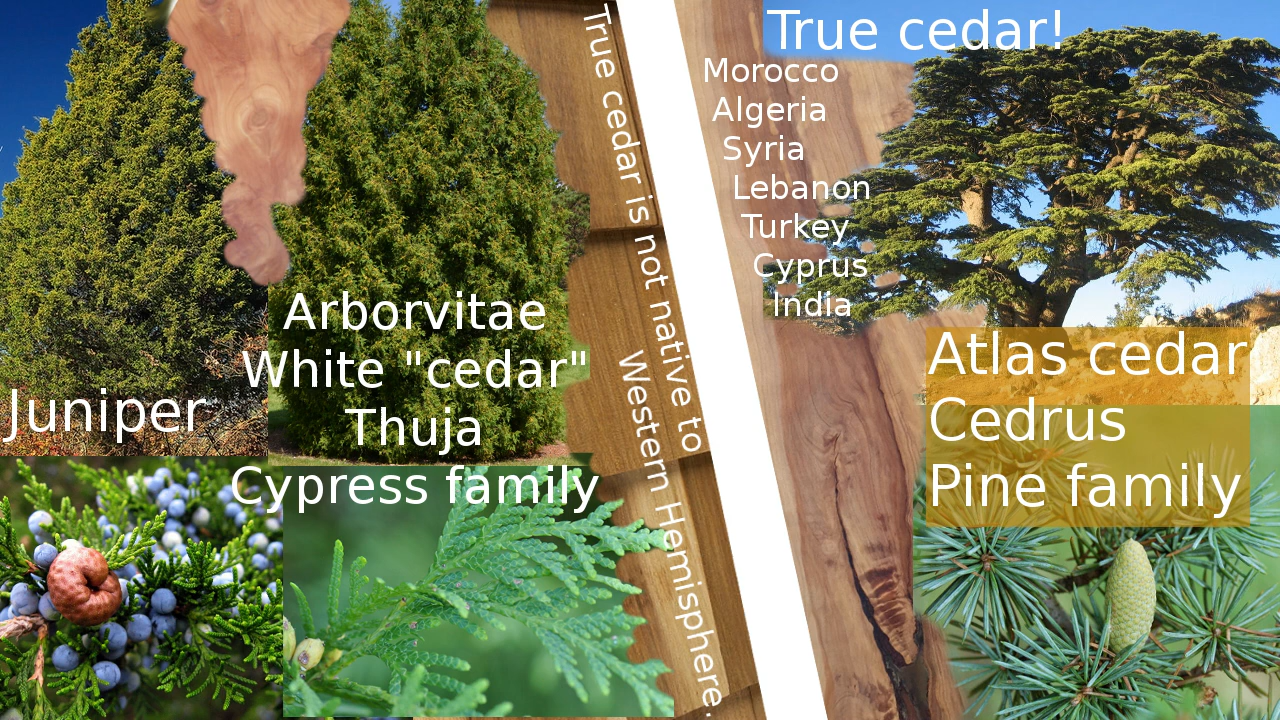 Juniper
Arborvitae
White "cedar"
Thuja
Cypress family
True cedar is not native to
Western Hemisphere.
True cedar!
Morocco
Algeria
Syria
Lebanon
Turkey
Cyprus
India
Atlas cedar
Cedrus
Pine family